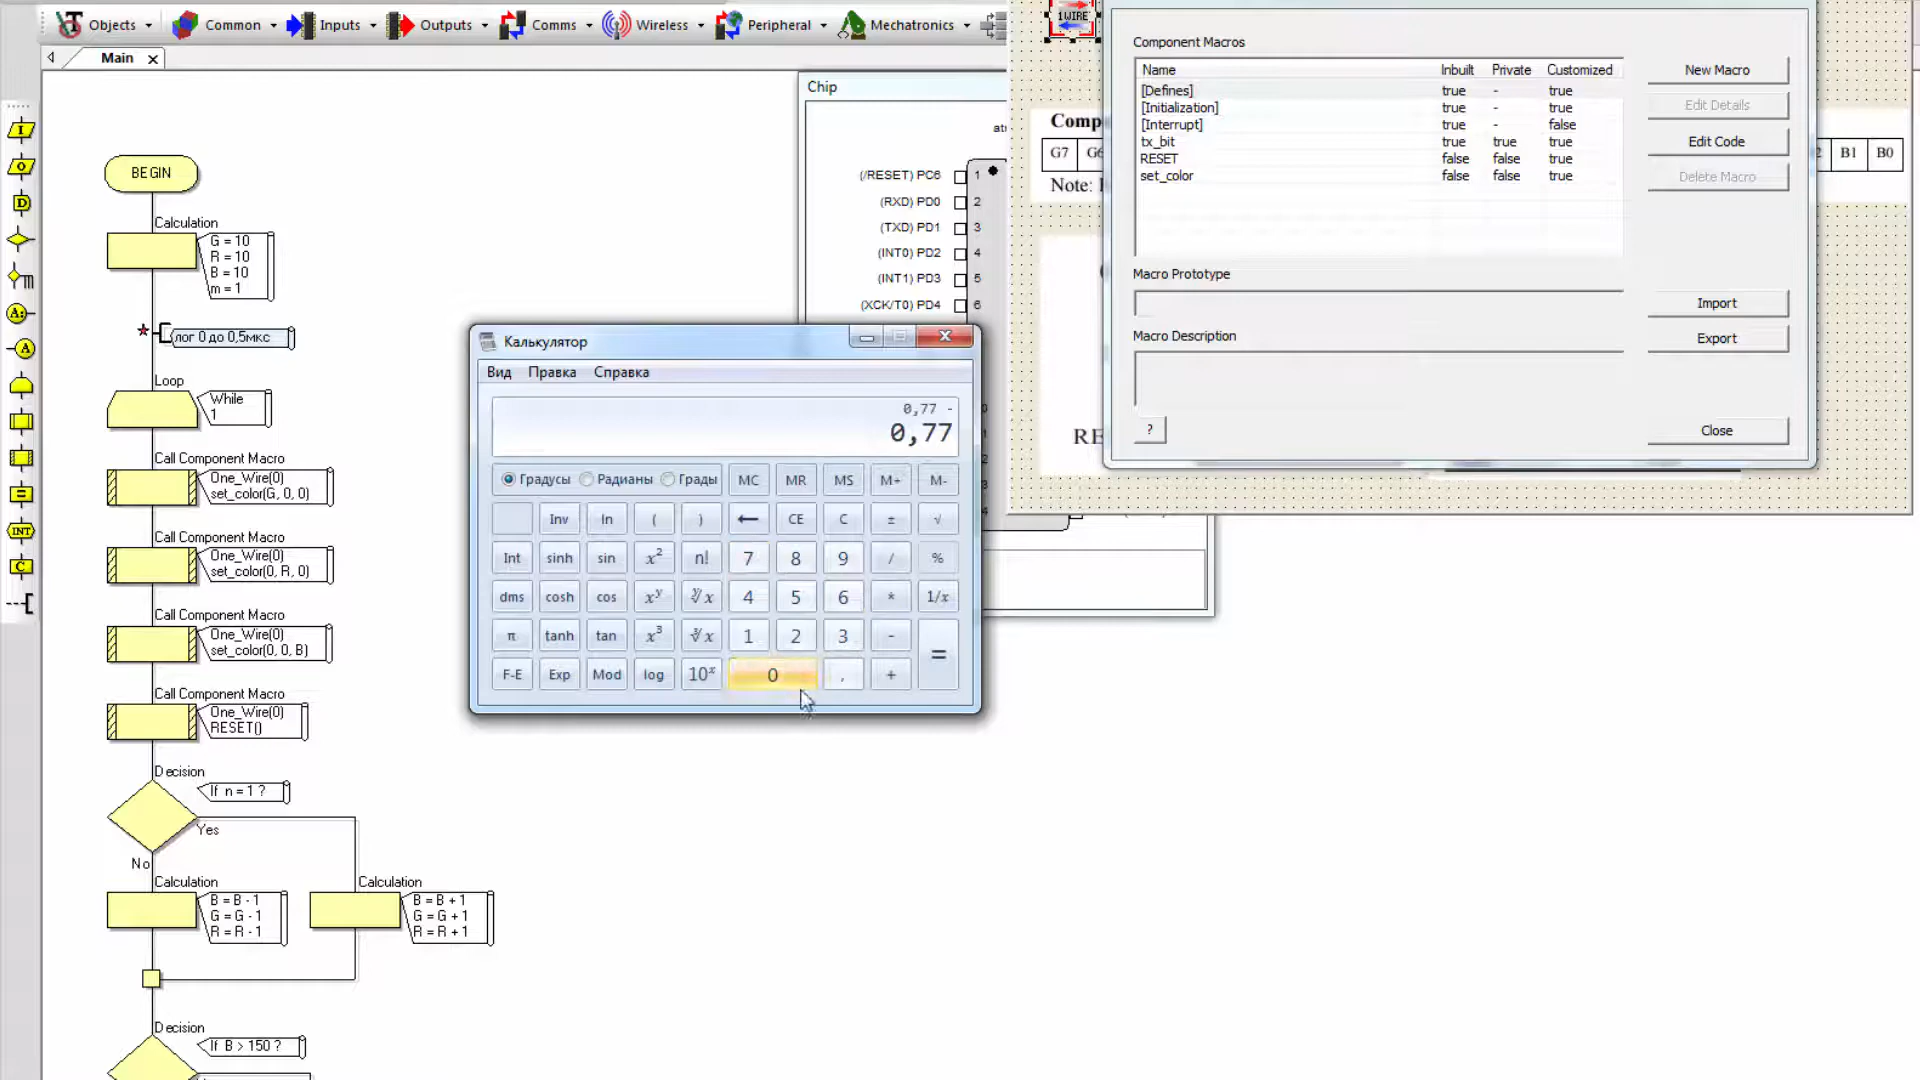 Objects Common Inputs Outputs Comms Wireless Peripheral Mechatronics
Main
BEGIN
Calculation
G = 10
R = 10
B = 10
m = 1
лог 0 до 0,5мкс
Loop
While
1
Call Component Macro
One_Wire(0)
set_color(G, 0, 0)
Call Component Macro
One_Wire(0)
set_color(0, R, 0)
Call Component Macro
One_Wire(0)
set_color(0, 0, B)
Call Component Macro
One_Wire(0)
RESET()
Decision
If n = 1 ?
Yes
No
Calculation
B = B - 1
G = G - 1
R = R - 1
Calculation
B = B + 1
G = G + 1
R = R + 1
Decision
If B > 150 ?
I
O
D
A:
A
INT
C
Chip
(/RESET) PC6 1
(RXD) PD0 2
(TXD) PD1 3
(INT0) PD2 4
(INT1) PD3 5
(XCK/T0) PD4 6
Калькулятор
Вид Правка Справка
0,77 -
0,77
Градусы Радианы Грады MC MR MS M+ M-
Inv ln ( ) ← CE C ± √
Int sinh sin x² n! 7 8 9 / %
dms cosh cos xʸ ʸ√x 4 5 6 * 1/x
π tanh tan x³ ³√x 1 2 3 - =
F-E Exp Mod log 10ˣ 0 , +
1WIRE
G7
B1 B0
Note:
Component Macros
Name Inbuilt Private Customized
[Defines] true - true
[Initialization] true - true
[Interrupt] true - false
tx_bit true true true
RESET false false true
set_color false false true
New Macro
Edit Details
Edit Code
Delete Macro
Macro Prototype
Import
Macro Description
Export
?
Close